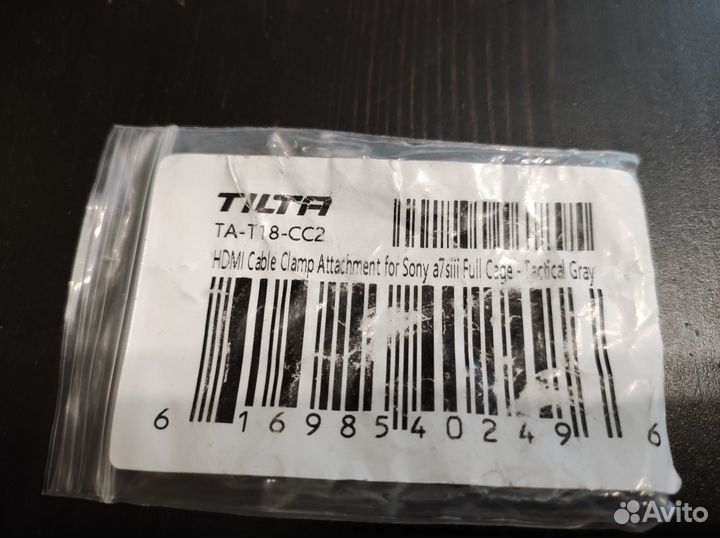 TILTA
TA-T18-CC2
HDMI Cable Clamp Attachment for Sony a7siii Full Cage - Tactical Gray
6 16985 40249 6
Avito